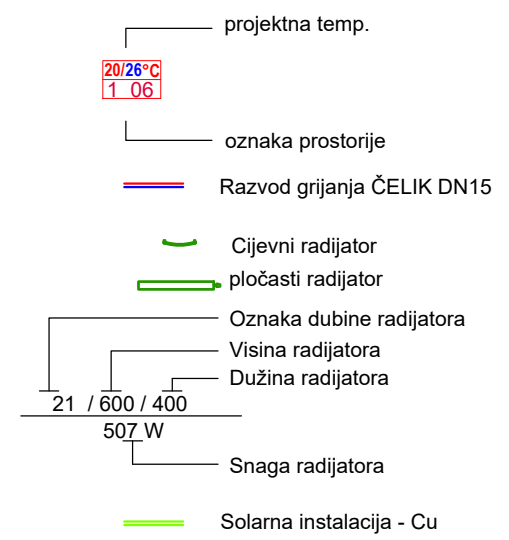 projektna temp.
20/26°C
1 06
oznaka prostorije
Razvod grijanja ČELIK DN15
Cijevni radijator
pločasti radijator
Oznaka dubine radijatora
Visina radijatora
Dužina radijatora
21 / 600 / 400
507 W
Snaga radijatora
Solarna instalacija - Cu